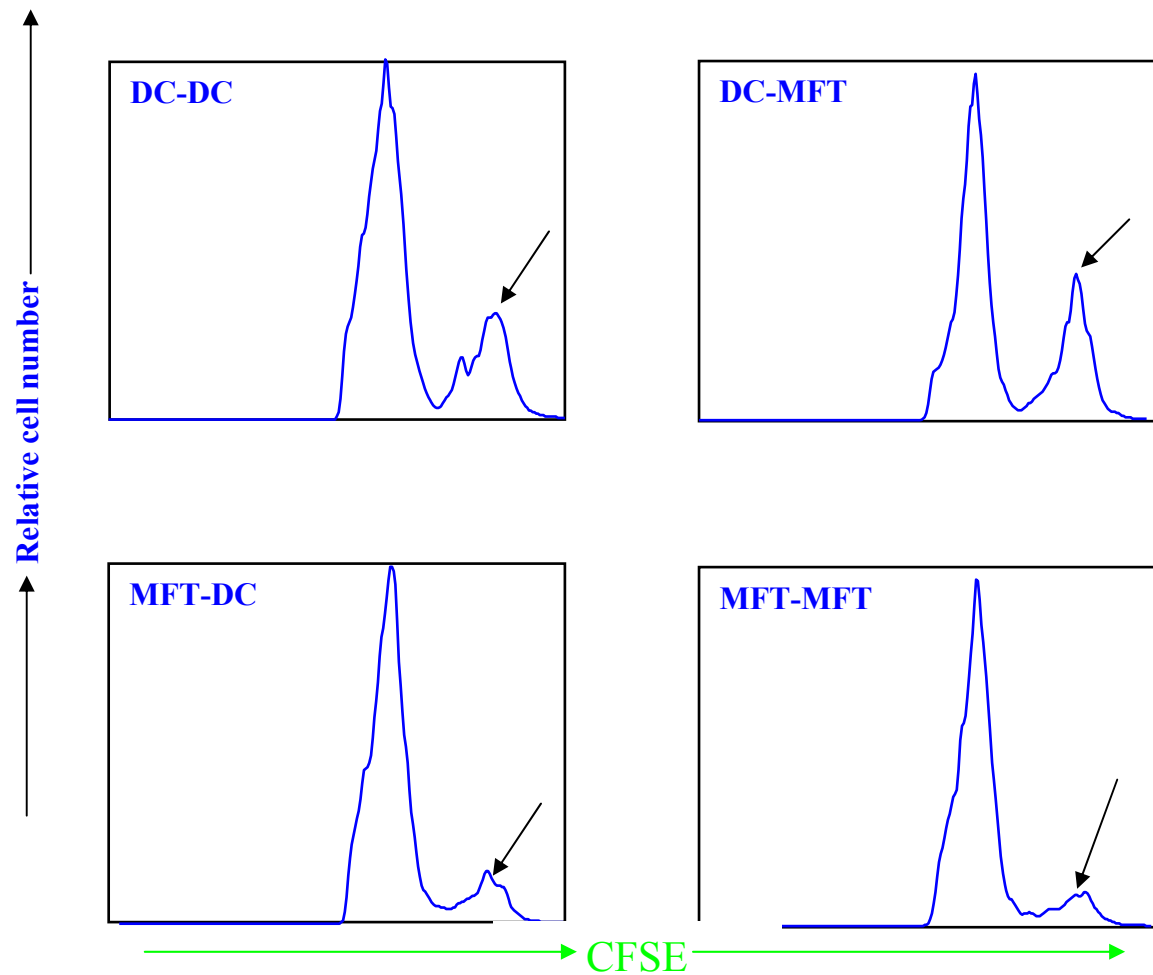 DC-DC
DC-MFT
Relative cell number
MFT-DC
MFT-MFT
CFSE